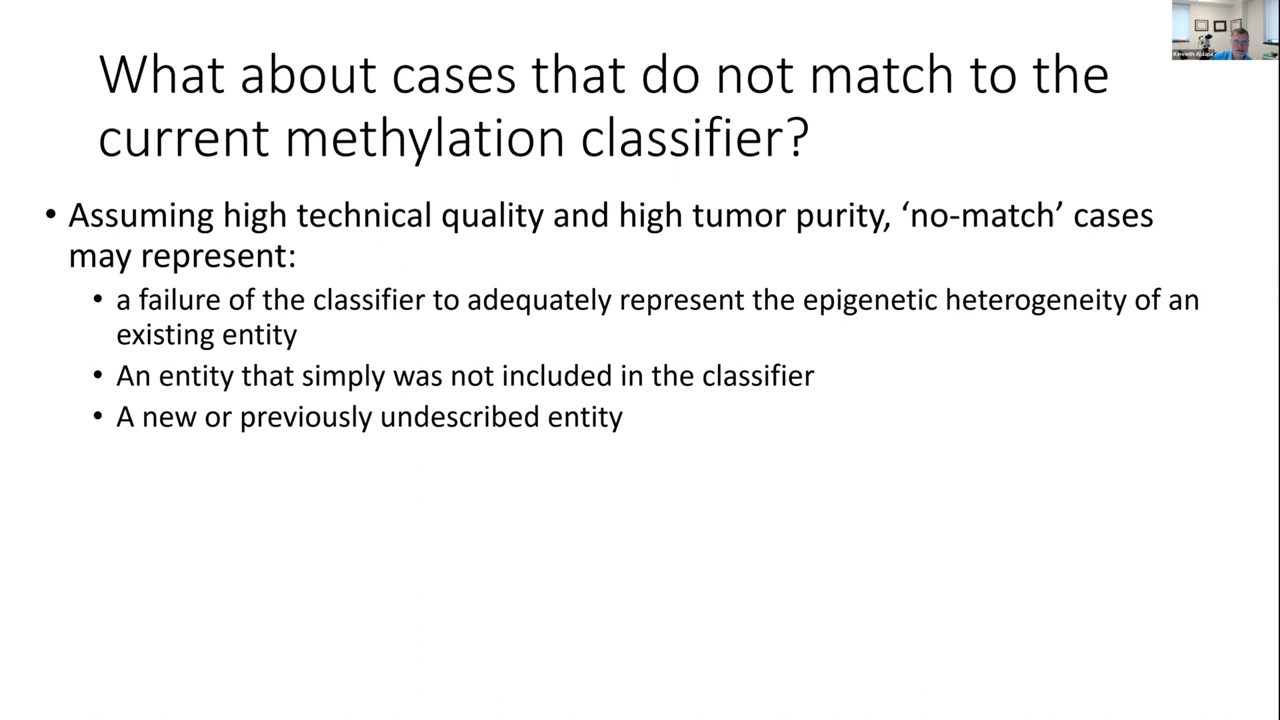 What about cases that do not match to the
current methylation classifier?
• Assuming high technical quality and high tumor purity, ‘no-match’ cases
may represent:
• a failure of the classifier to adequately represent the epigenetic heterogeneity of an
existing entity
• An entity that simply was not included in the classifier
• A new or previously undescribed entity
Kenneth Aldape